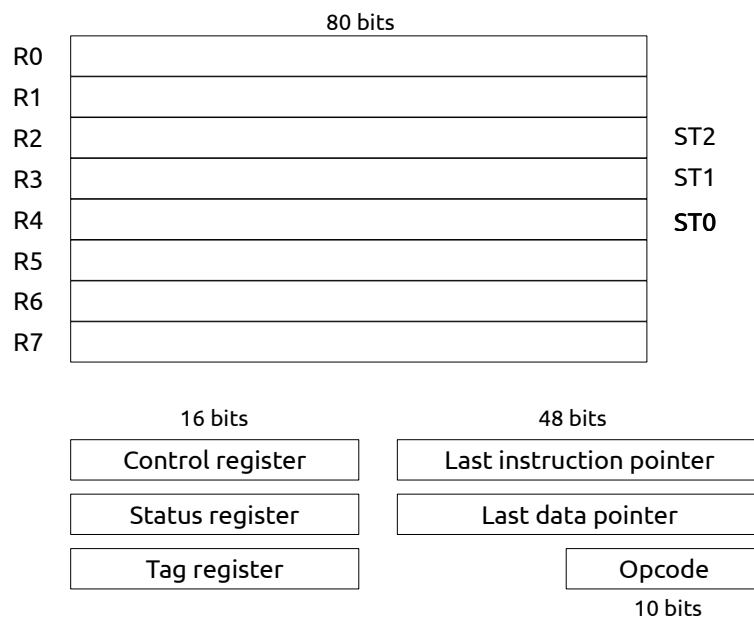 80 bits
R0
R1
R2 ST2
R3 ST1
R4 ST0
R5
R6
R7
16 bits 48 bits
Control register Last instruction pointer
Status register Last data pointer
Tag register Opcode
10 bits